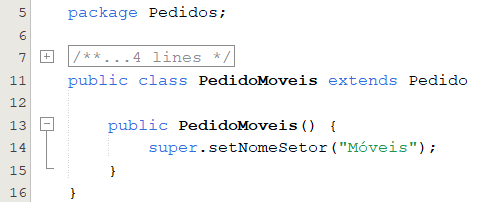 5 package Pedidos;
6
7 /**...4 lines */
11 public class PedidoMoveis extends Pedido
12
13 public PedidoMoveis() {
14 super.setNomeSetor("Móveis");
15 }
16 }